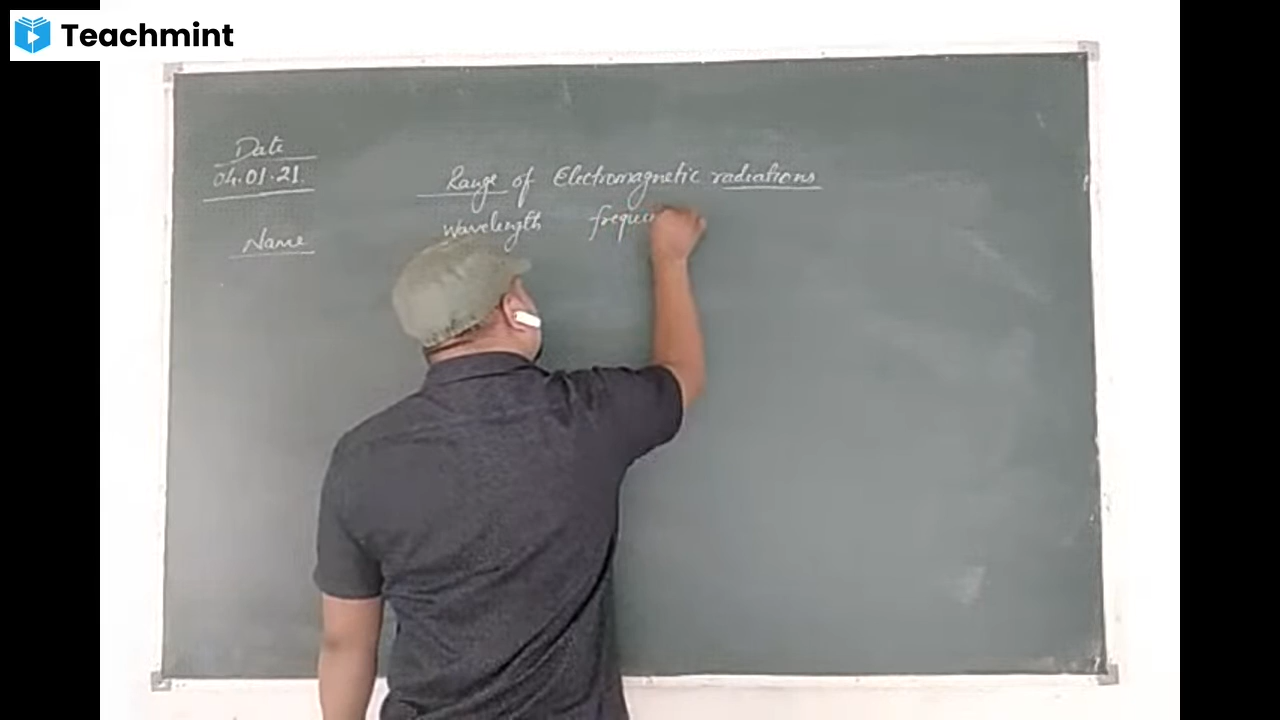 Teachmint
Date
04.01.21
Range of Electromagnetic radiations
Name
Wavelength